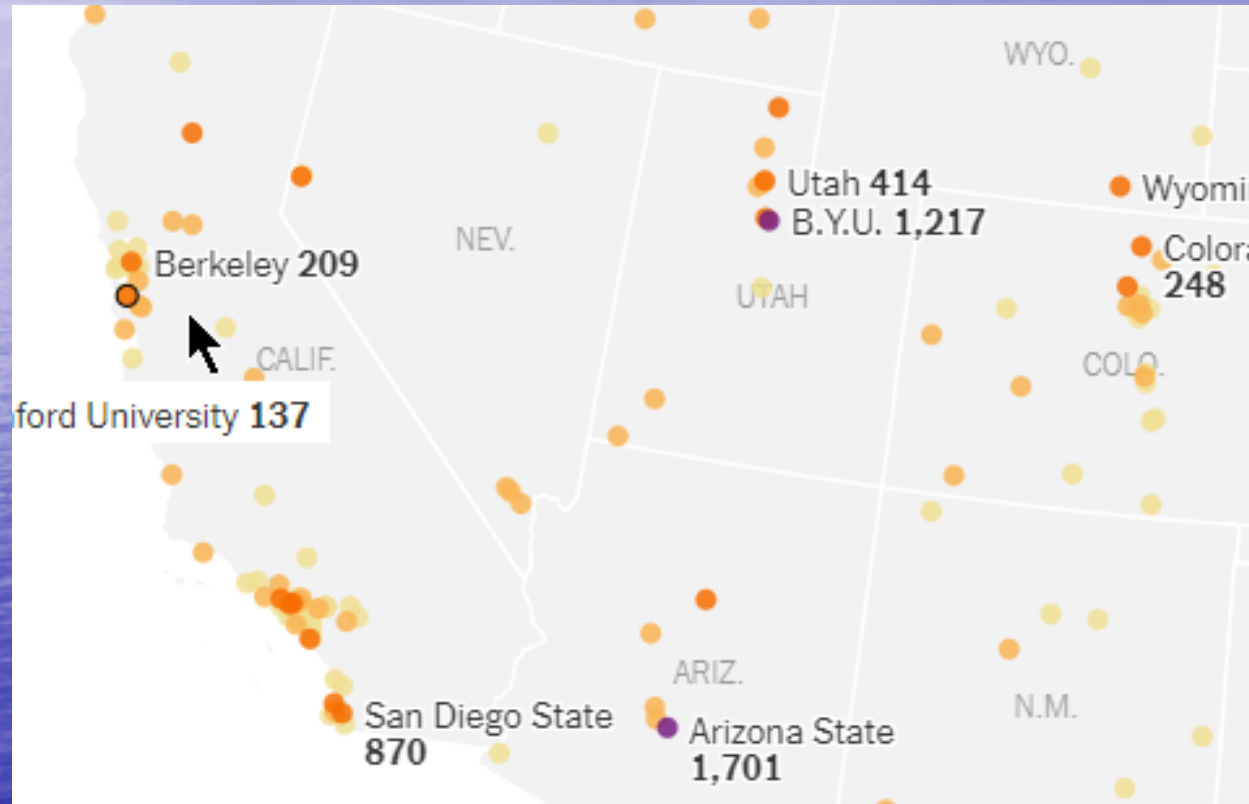 WYO.
Utah 414
Wyomi
B.Y.U. 1,217
NEV.
Colora
248
Berkeley 209
UTAH
CALIF.
COLO.
ford University 137
ARIZ.
N.M.
San Diego State
870
Arizona State
1,701